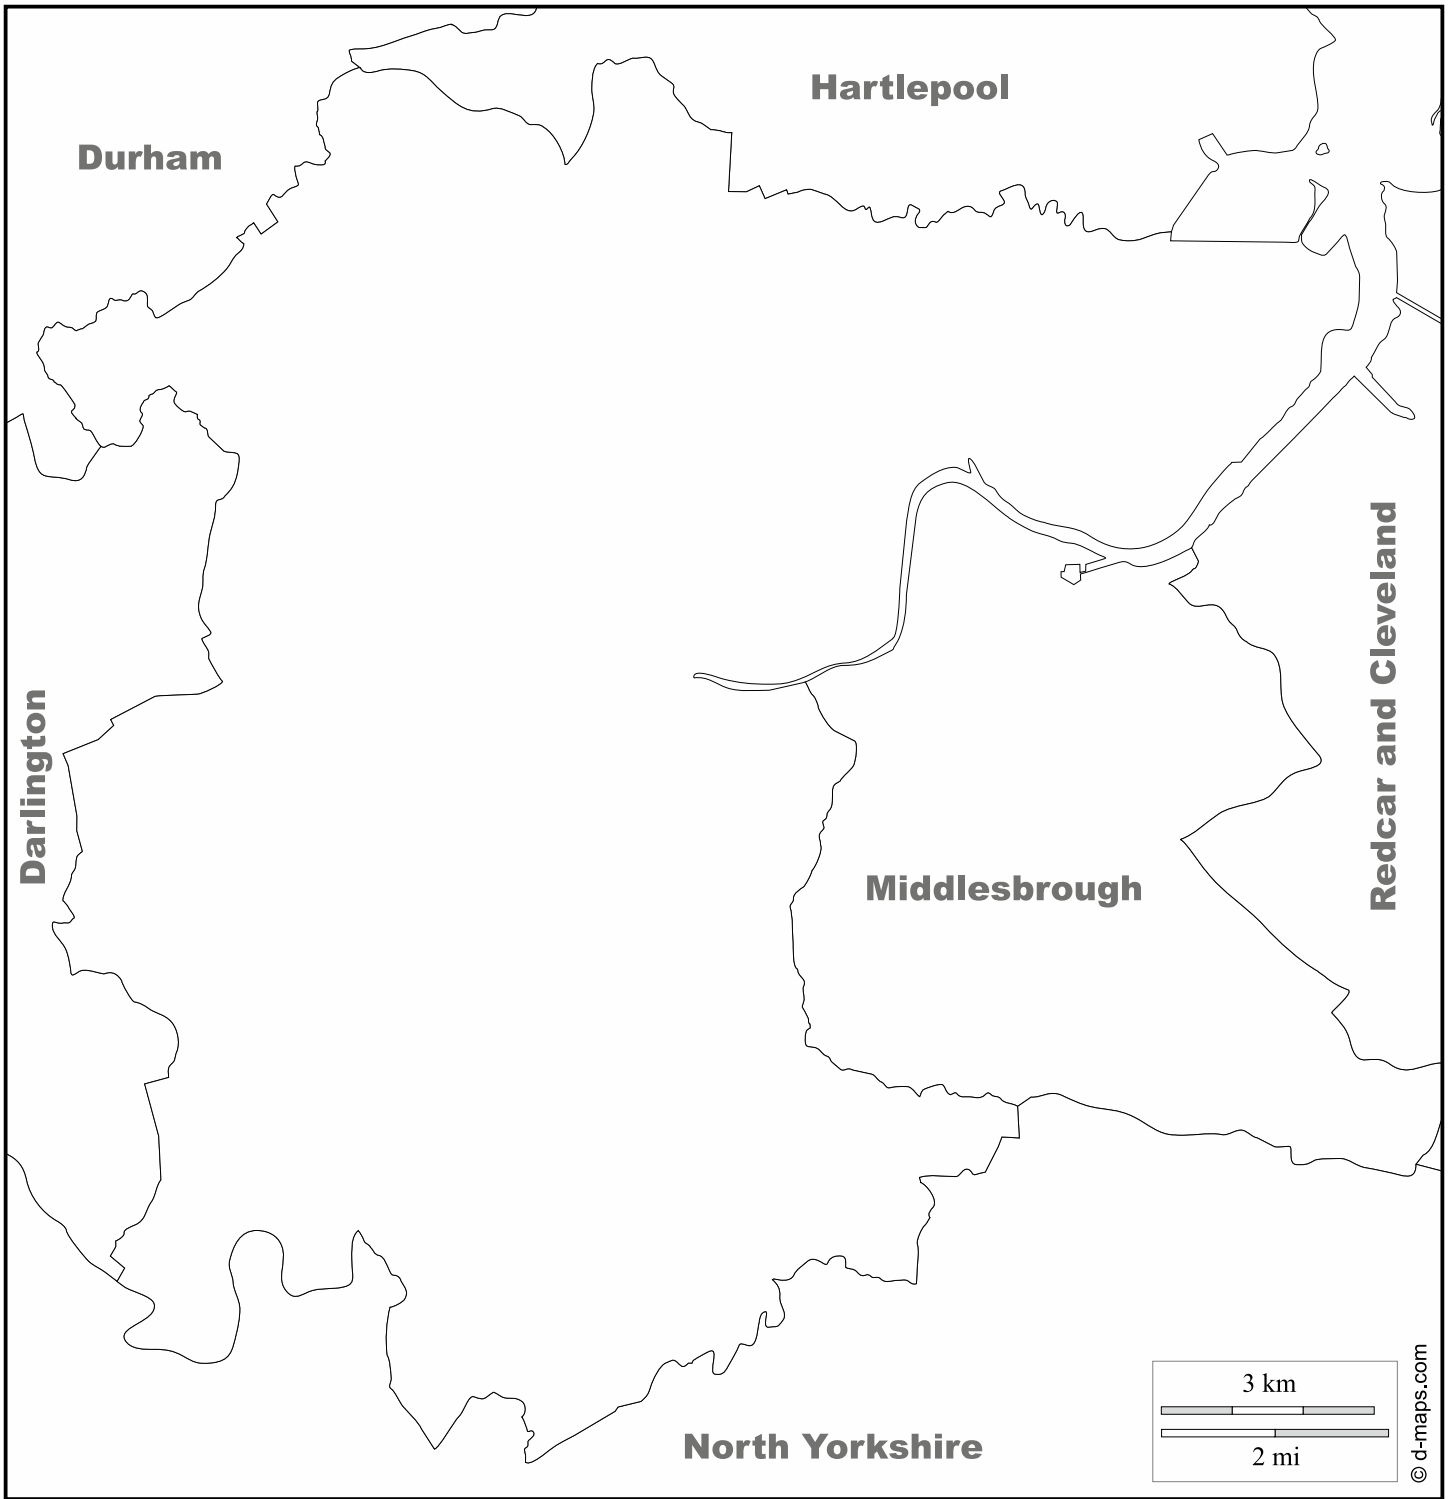 Hartlepool
Durham
Redcar and Cleveland
Darlington
Middlesbrough
North Yorkshire
3 km
2 mi
© d-maps.com